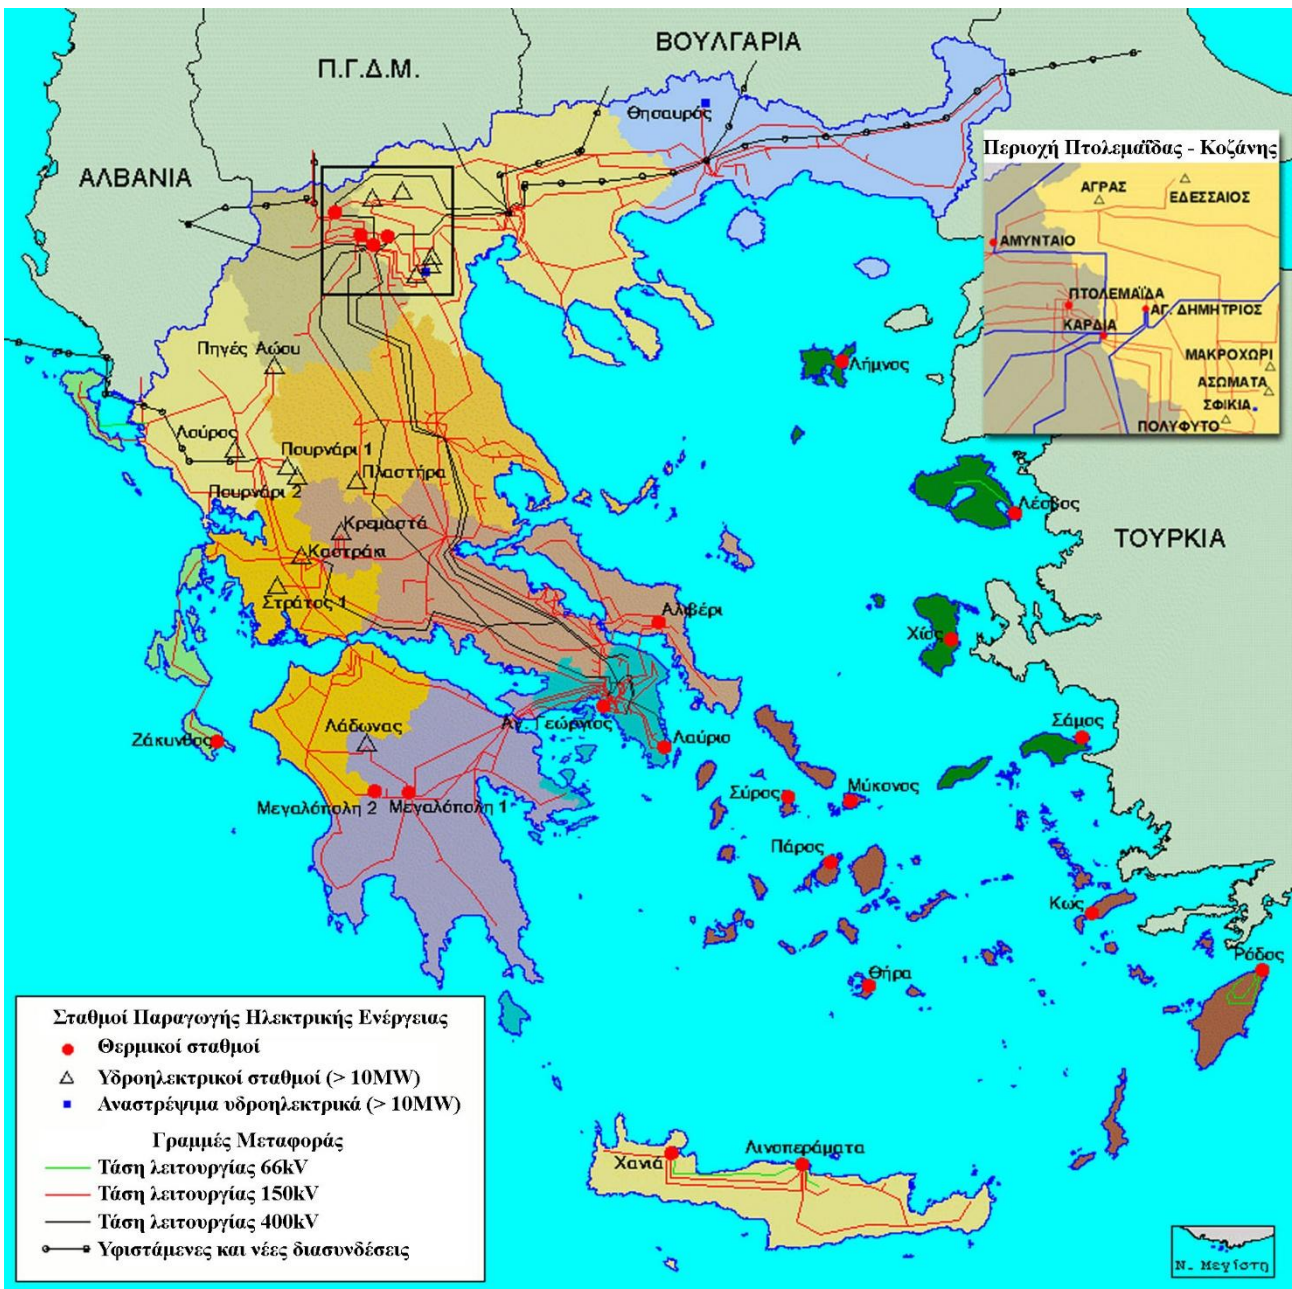 ΒΟΥΛΓΑΡΙΑ
Π.Γ.Δ.Μ.
Θησαυρός
ΑΛΒΑΝΙΑ
Περιοχή Πτολεμαΐδας - Κοζάνης
ΑΓΡΑΣ
ΕΔΕΣΣΑΙΟΣ
ΑΜΥΝΤΑΙΟ
ΠΤΟΛΕΜΑΪΔΑ
ΑΓ. ΔΗΜΗΤΡΙΟΣ
ΚΑΡΔΙΑ
ΜΑΚΡΟΧΩΡΙ
ΑΣΩΜΑΤΑ
ΣΦΙΚΙΑ
ΠΟΛΥΦΥΤΟ
Πηγές Αώου
Λήμνος
Λούρος
Πουρνάρι 1
Πλαστήρα
Πουρνάρι 2
Λέσβος
Κρεμαστά
ΤΟΥΡΚΙΑ
Καστράκι
Στράτος 1
Αλιβέρι
Χίος
Λάδωνας
Αγ. Γεώργιος
Σάμος
Ζάκυνθος
Λαύριο
Σύρος
Μύκονος
Μεγαλόπολη 2
Μεγαλόπολη 1
Πάρος
Κώς
Ρόδος
Θήρα
Σταθμοί Παραγωγής Ηλεκτρικής Ενέργειας
Θερμικοί σταθμοί
Υδροηλεκτρικοί σταθμοί (> 10MW)
Αναστρέψιμα υδροηλεκτρικά (> 10MW)
Γραμμές Μεταφοράς
Τάση λειτουργίας 66kV
Τάση λειτουργίας 150kV
Τάση λειτουργίας 400kV
Υφιστάμενες και νέες διασυνδέσεις
Χανιά
Λινοπεράματα
Ν. Μεγίστη